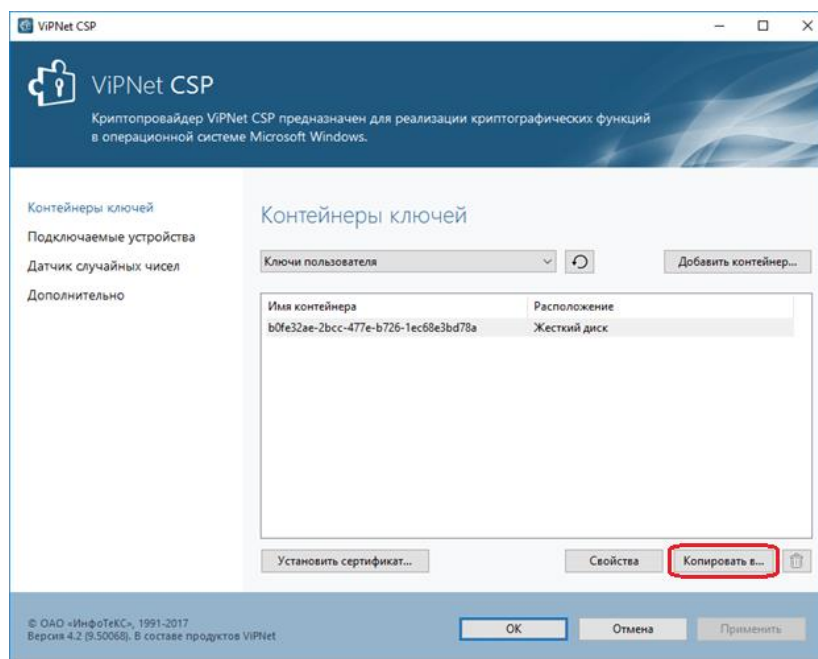 ViPNet CSP
ViPNet CSP
Криптопровайдер ViPNet CSP предназначен для реализации криптографических функций
в операционной системе Microsoft Windows.
Контейнеры ключей
Подключаемые устройства
Датчик случайных чисел
Дополнительно
Контейнеры ключей
Ключи пользователя
Добавить контейнер...
Имя контейнера Расположение
b0fe32ae-2bcc-477e-b726-1ec68e3bd78a Жесткий диск
Установить сертификат... Свойства Копировать в...
© ОАО «ИнфоТеКС», 1991-2017
Версия 4.2 (9.50068). В составе продуктов ViPNet
ОК Отмена Применить